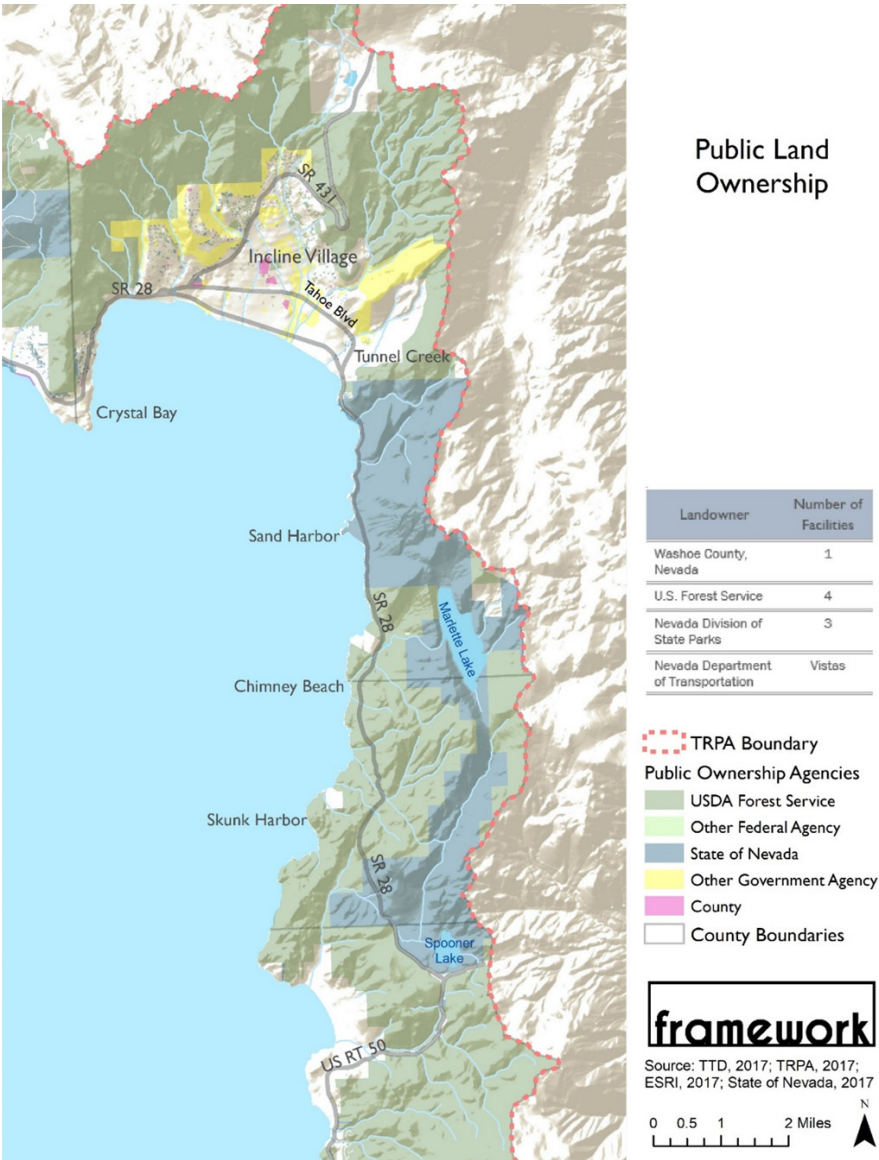 Public Land
Ownership
SR 431
Incline Village
SR 28
Tahoe Blvd
Tunnel Creek
Crystal Bay
Sand Harbor
SR 28
Marlette Lake
Chimney Beach
Skunk Harbor
SR 28
Spooner
Lake
US RT 50
Landowner Number of
Facilities
Washoe County, 1
Nevada
U.S. Forest Service 4
Nevada Division of 3
State Parks
Nevada Department Vistas
of Transportation
TRPA Boundary
Public Ownership Agencies
USDA Forest Service
Other Federal Agency
State of Nevada
Other Government Agency
County
County Boundaries
framework
Source: TTD, 2017; TRPA, 2017;
ESRI, 2017; State of Nevada, 2017
N
0 0.5 1 2 Miles